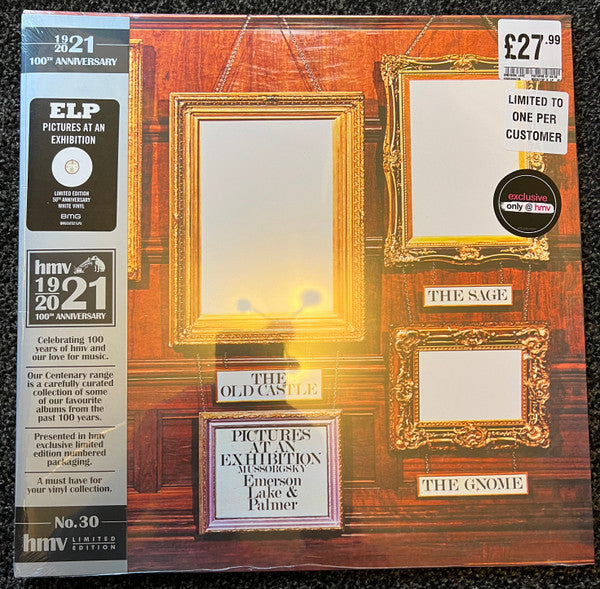 19
20 21
100TH ANNIVERSARY
ELP
PICTURES AT AN
EXHIBITION
LIMITED EDITION
50TH ANNIVERSARY
WHITE VINYL
BMG
hmv
19
20 21
100TH ANNIVERSARY
Celebrating 100
years of hmv and
our love for music.
Our Centenary range
is a carefully curated
collection of some
of our favourite
albums from the
past 100 years.
Presented in hmv
exclusive limited
edition numbered
packaging.
A must have for
your vinyl collection.
No.30
hmv LIMITED
EDITION
£27.99
LIMITED TO
ONE PER
CUSTOMER
exclusive
only @ hmv
THE SAGE
THE
OLD CASTLE
PICTURES
AT AN
EXHIBITION
MUSSORGSKY
Emerson
Lake &
Palmer
THE GNOME